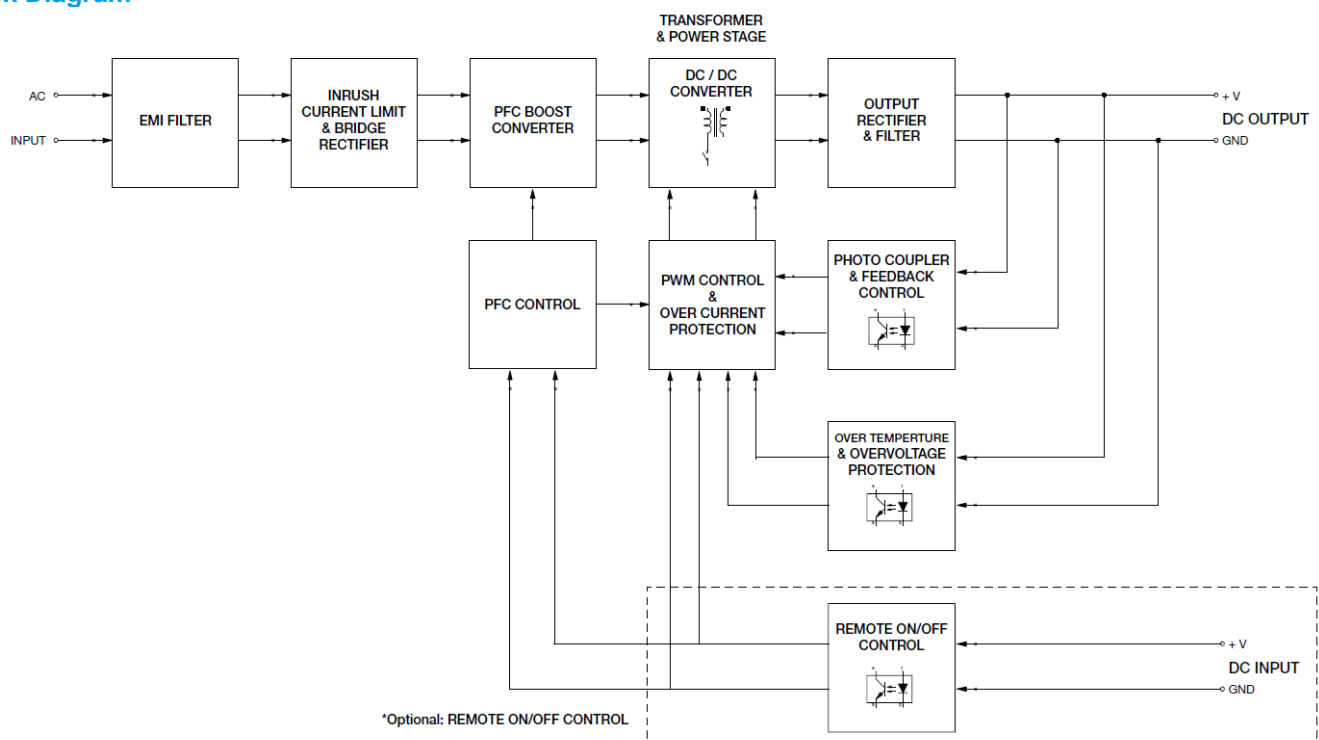 TRANSFORMER
& POWER STAGE
AC
INPUT
EMI FILTER
INRUSH
CURRENT LIMIT
& BRIDGE
RECTIFIER
PFC BOOST
CONVERTER
DC / DC
CONVERTER
OUTPUT
RECTIFIER
& FILTER
+ V
DC OUTPUT
GND
PFC CONTROL
PWM CONTROL
&
OVER CURRENT
PROTECTION
PHOTO COUPLER
& FEEDBACK
CONTROL
OVER TEMPERTURE
& OVERVOLTAGE
PROTECTION
REMOTE ON/OFF
CONTROL
+ V
DC INPUT
GND
*Optional: REMOTE ON/OFF CONTROL